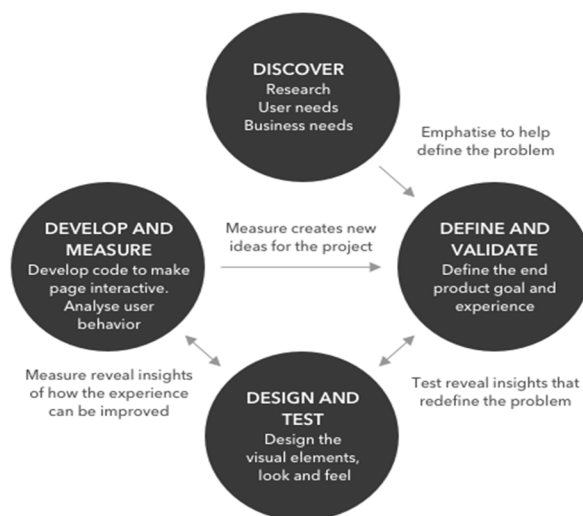 DISCOVER
Research
User needs
Business needs
Emphatise to help
define the problem
DEVELOP AND
MEASURE
Develop code to make
page interactive.
Analyse user
behavior
Measure creates new
ideas for the project
DEFINE AND
VALIDATE
Define the end
product goal and
experience
Measure reveal insights
of how the experience
can be improved
DESIGN AND
TEST
Design the
visual elements,
look and feel
Test reveal insights that
redefine the problem